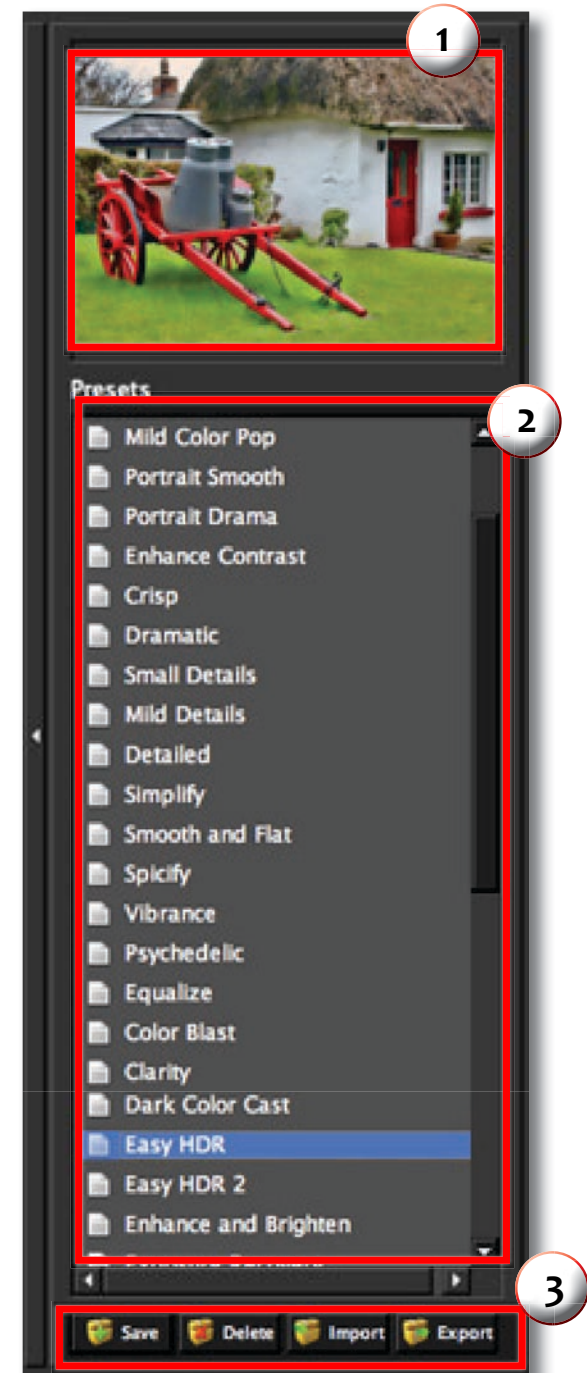 1
Presets
2
Mild Color Pop
Portrait Smooth
Portrait Drama
Enhance Contrast
Crisp
Dramatic
Small Details
Mild Details
Detailed
Simplify
Smooth and Flat
Spicify
Vibrance
Psychedelic
Equalize
Color Blast
Clarity
Dark Color Cast
Easy HDR
Easy HDR 2
Enhance and Brighten
3
Save Delete Import Export